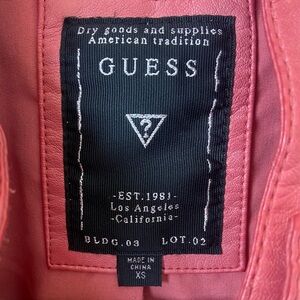 Dry goods and supplies
American tradition
GUESS
?
-EST.1981-
Los Angeles
-California-
BLDG.03 LOT.02
MADE IN
CHINA
XS